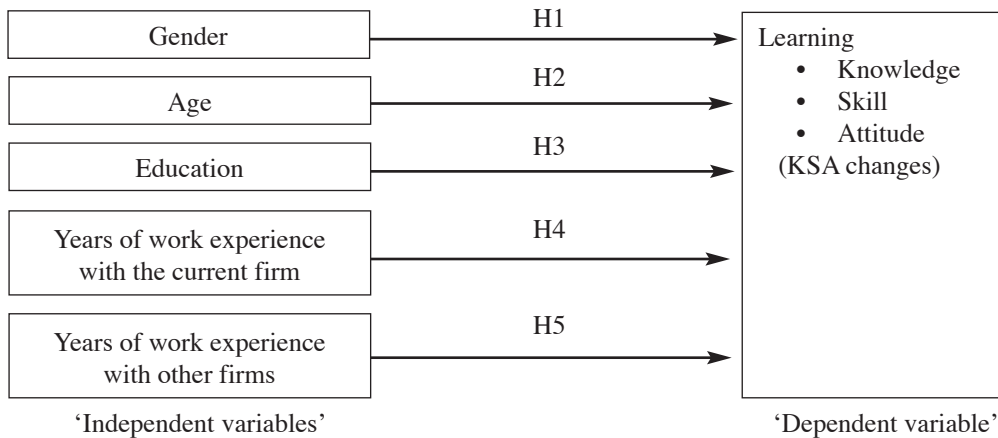 Gender
H1
Age
H2
Education
H3
Years of work experience
with the current firm
H4
Years of work experience
with other firms
H5
‘Independent variables’
Learning
• Knowledge
• Skill
• Attitude
(KSA changes)
‘Dependent variable’